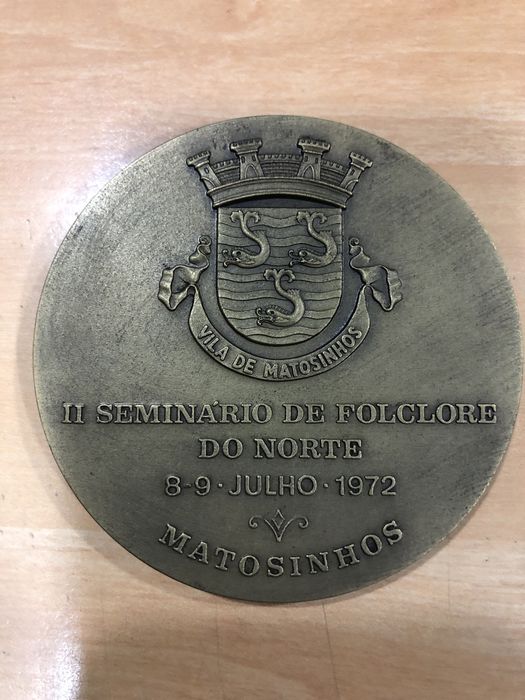 VILA DE MATOSINHOS
II SEMINÁRIO DE FOLCLORE
DO NORTE
8-9 · JULHO · 1972
MATOSINHOS